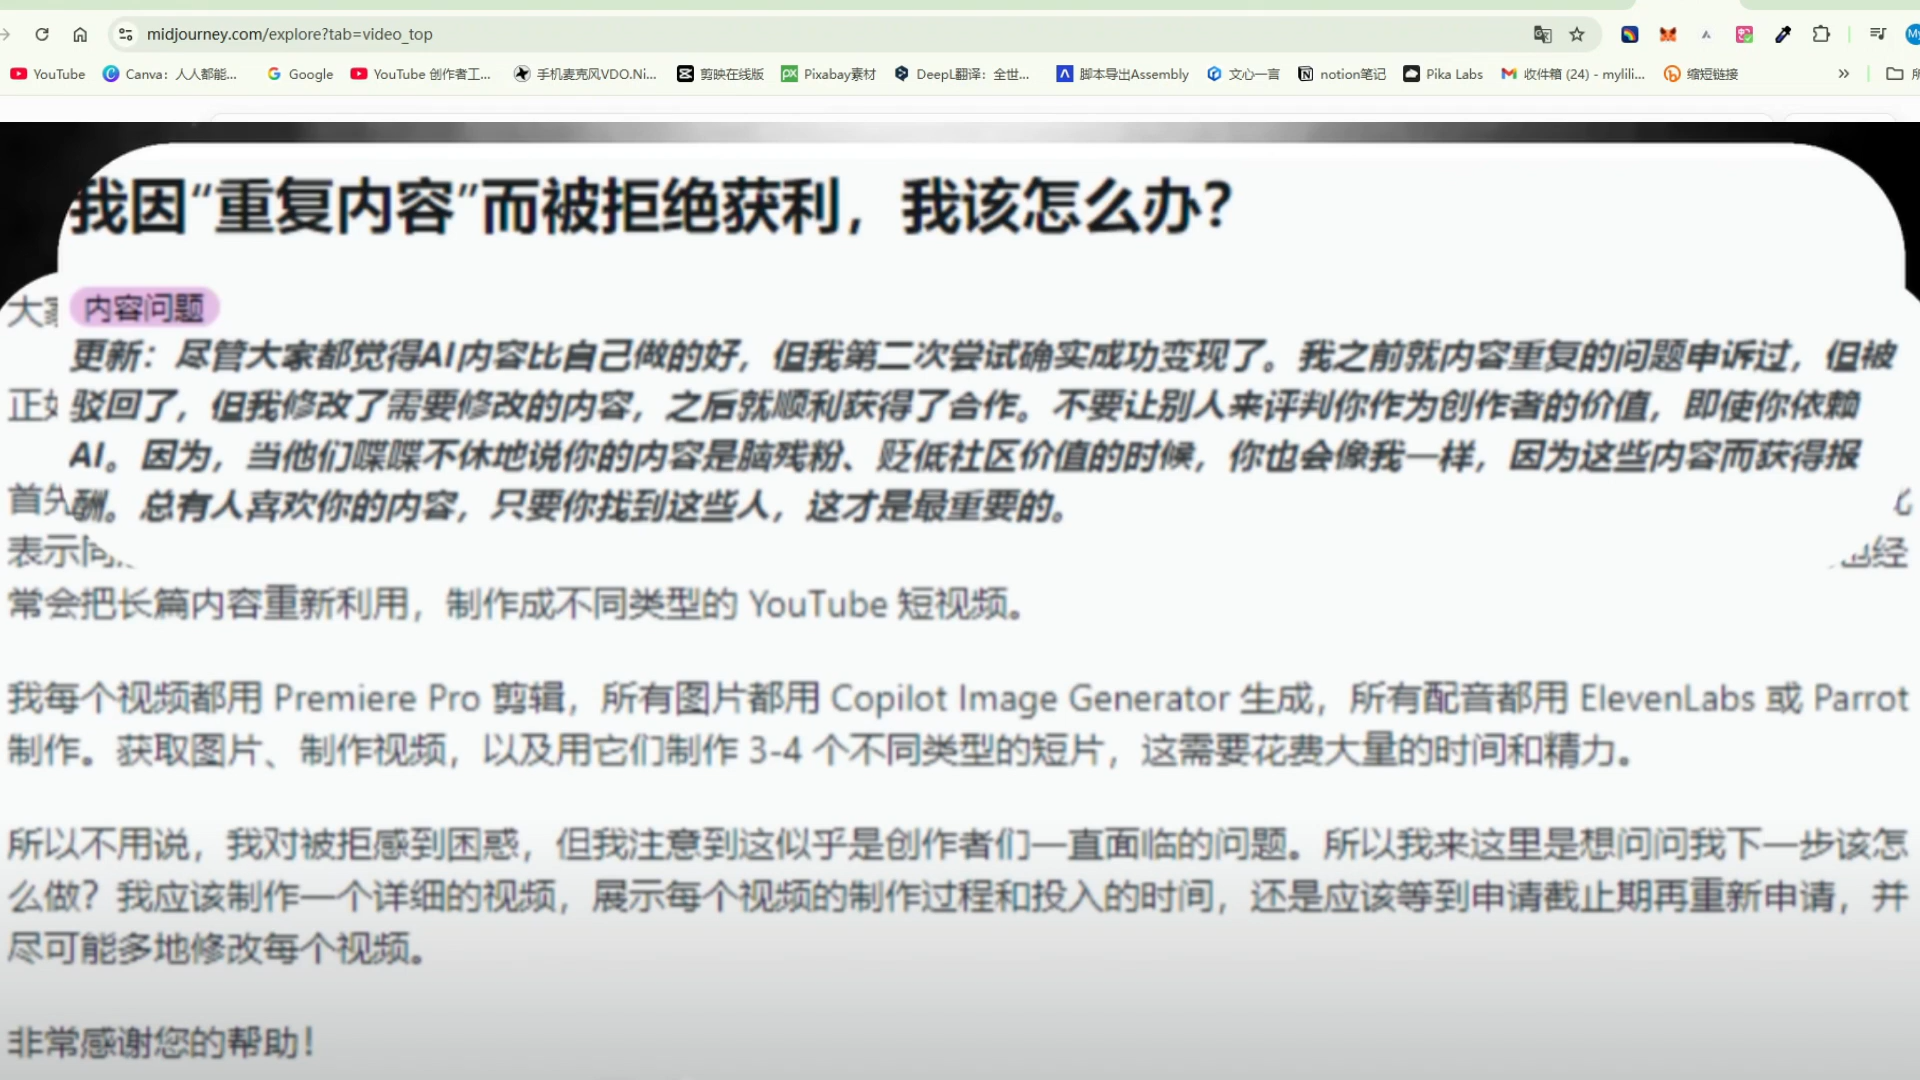 midjourney.com/explore?tab=video_top
YouTube
Canva：人人都能...
Google
YouTube 创作者工...
手机麦克风VDO.Ni...
剪映在线版
Pixabay素材
DeepL翻译：全世...
脚本导出Assembly
文心一言
notion笔记
Pika Labs
收件箱 (24) - mylili...
缩短链接
我因“重复内容”而被拒绝获利，我该怎么办？
内容问题
更新：尽管大家都觉得AI内容比自己做的好，但我第二次尝试确实成功变现了。我之前就内容重复的问题申诉过，但被
驳回了，但我修改了需要修改的内容，之后就顺利获得了合作。不要让别人来评判你作为创作者的价值，即使你依赖
AI。因为，当他们喋喋不休地说你的内容是脑残粉、贬低社区价值的时候，你也会像我一样，因为这些内容而获得报
酬。总有人喜欢你的内容，只要你找到这些人，这才是最重要的。
首先
表示同
常会把长篇内容重新利用，制作成不同类型的 YouTube 短视频。
我每个视频都用 Premiere Pro 剪辑，所有图片都用 Copilot Image Generator 生成，所有配音都用 ElevenLabs 或 Parrot
制作。获取图片、制作视频，以及用它们制作 3-4 个不同类型的短片，这需要花费大量的时间和精力。
所以不用说，我对被拒感到困惑，但我注意到这似乎是创作者们一直面临的问题。所以我来这里是想问问我下一步该怎
么做？我应该制作一个详细的视频，展示每个视频的制作过程和投入的时间，还是应该等到申请截止期再重新申请，并
尽可能多地修改每个视频。
非常感谢您的帮助！